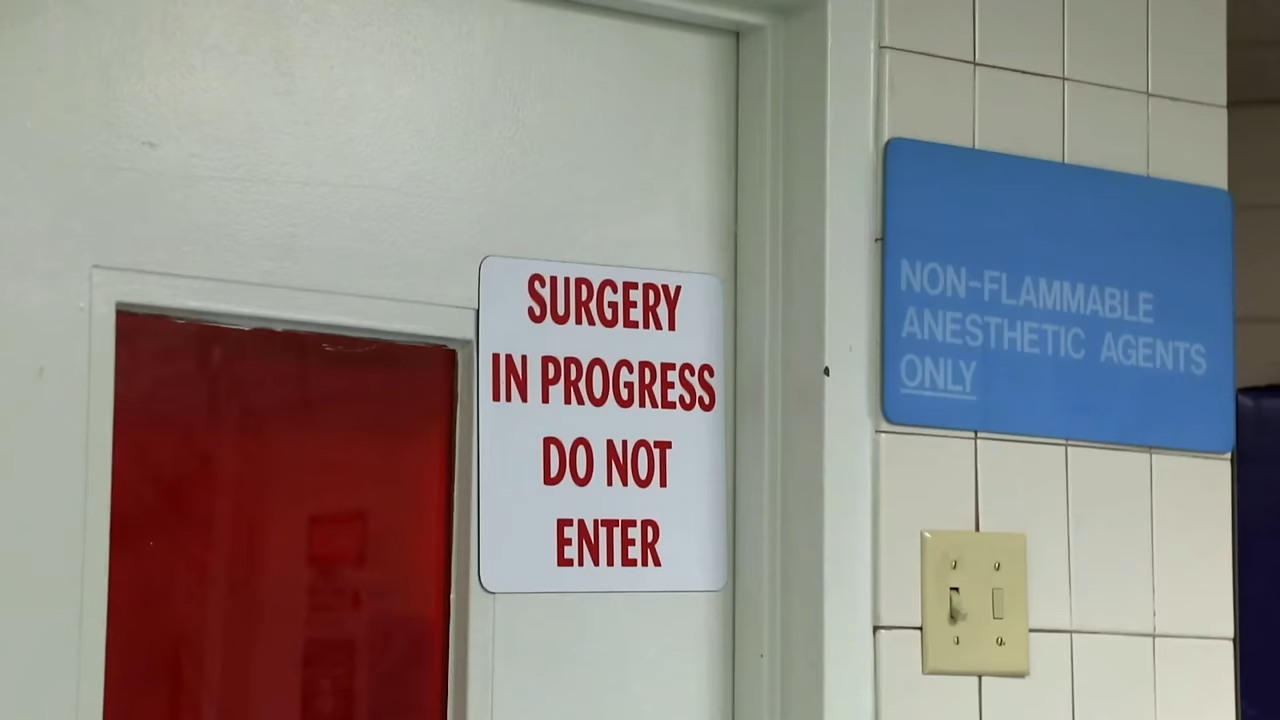 SURGERY
IN PROGRESS
DO NOT
ENTER
NON-FLAMMABLE
ANESTHETIC AGENTS
ONLY